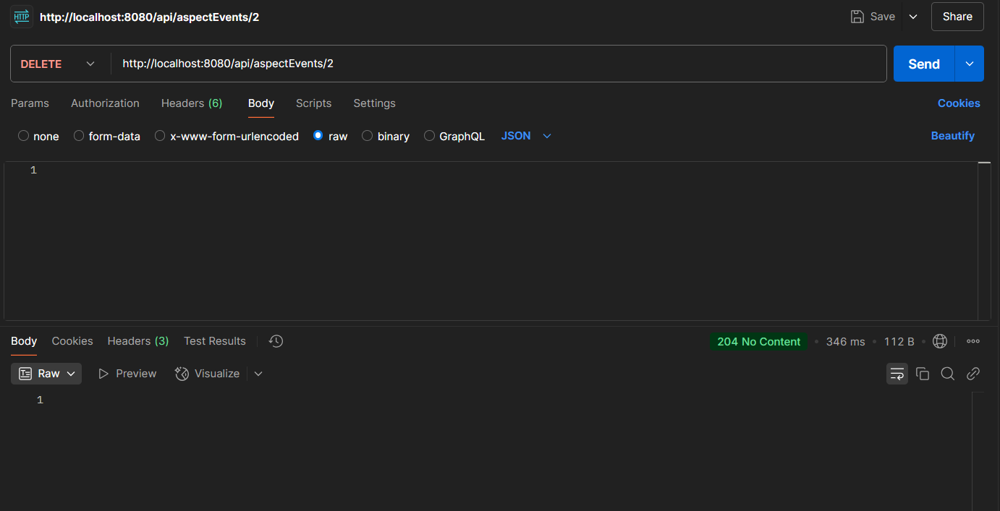 HTTP http://localhost:8080/api/aspectEvents/2 Save Share
DELETE http://localhost:8080/api/aspectEvents/2 Send
Params Authorization Headers (6) Body Scripts Settings Cookies
none form-data x-www-form-urlencoded raw binary GraphQL JSON Beautify
1
Body Cookies Headers (3) Test Results 204 No Content 346 ms 112 B
Raw Preview Visualize
1